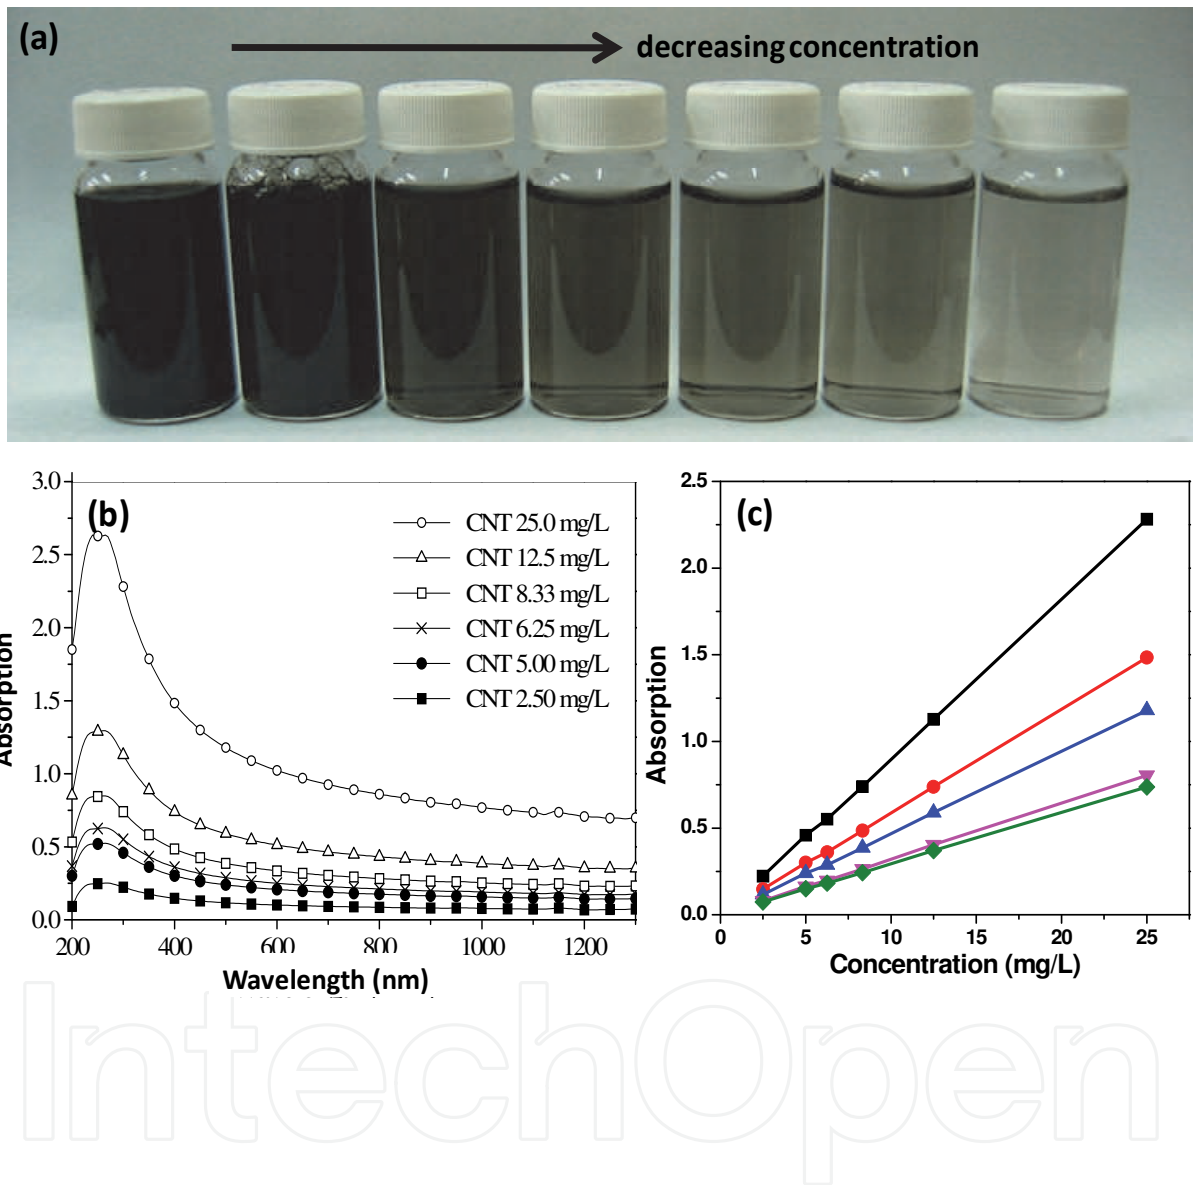 (a)
decreasing concentration
3.0
2.5
2.0
1.5
1.0
0.5
0.0
(b)
CNT 25.0 mg/L
CNT 12.5 mg/L
CNT 8.33 mg/L
CNT 6.25 mg/L
CNT 5.00 mg/L
CNT 2.50 mg/L
Absorption
200 400 600 800 1000 1200
Wavelength (nm)
2.5
2.0
1.5
1.0
0.5
0.0
(c)
Absorption
0 5 10 15 20 25
Concentration (mg/L)
IntechOpen